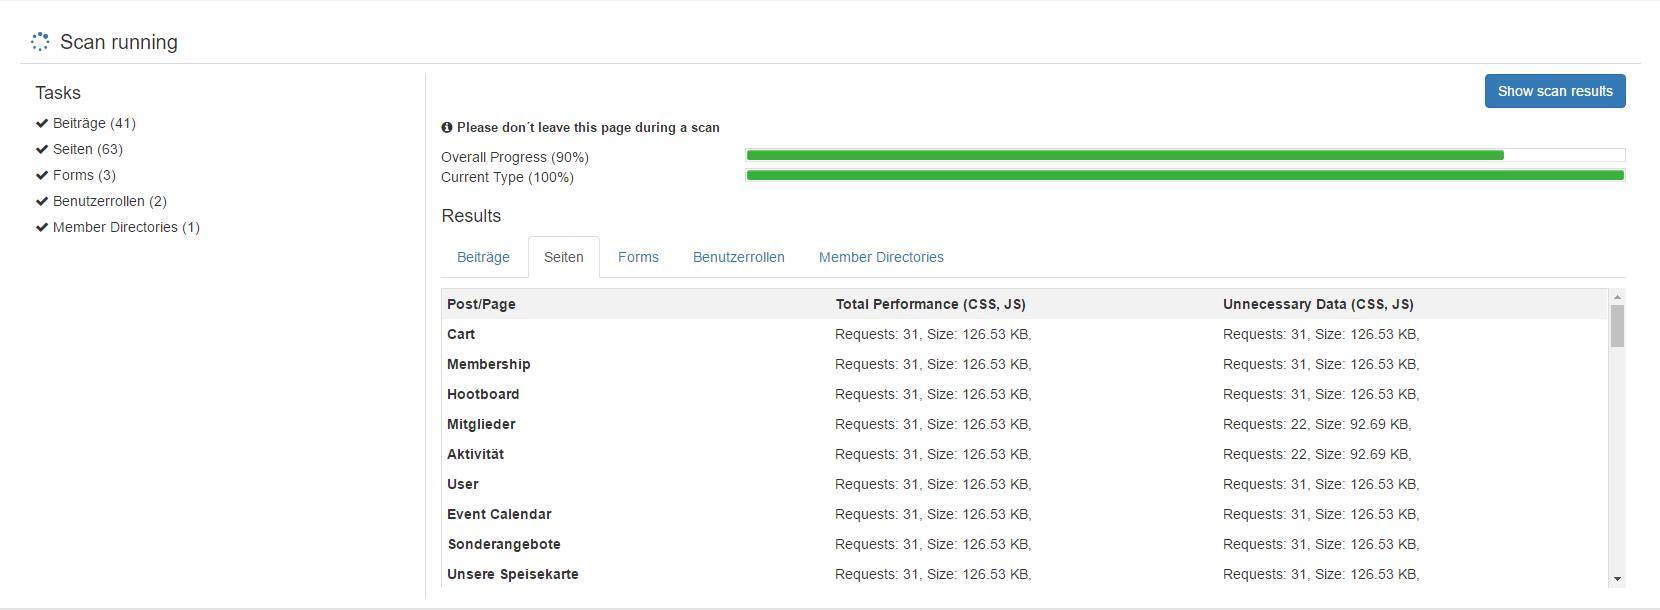 Scan running
Tasks
Beiträge (41)
Seiten (63)
Forms (3)
Benutzerrollen (2)
Member Directories (1)
Show scan results
Please don´t leave this page during a scan
Overall Progress (90%)
Current Type (100%)
Results
Beiträge Seiten Forms Benutzerrollen Member Directories
Post/Page Total Performance (CSS, JS) Unnecessary Data (CSS, JS)
Cart Requests: 31, Size: 126.53 KB, Requests: 31, Size: 126.53 KB,
Membership Requests: 31, Size: 126.53 KB, Requests: 31, Size: 126.53 KB,
Hootboard Requests: 31, Size: 126.53 KB, Requests: 31, Size: 126.53 KB,
Mitglieder Requests: 31, Size: 126.53 KB, Requests: 22, Size: 92.69 KB,
Aktivität Requests: 31, Size: 126.53 KB, Requests: 22, Size: 92.69 KB,
User Requests: 31, Size: 126.53 KB, Requests: 31, Size: 126.53 KB,
Event Calendar Requests: 31, Size: 126.53 KB, Requests: 31, Size: 126.53 KB,
Sonderangebote Requests: 31, Size: 126.53 KB, Requests: 31, Size: 126.53 KB,
Unsere Speisekarte Requests: 31, Size: 126.53 KB, Requests: 31, Size: 126.53 KB,